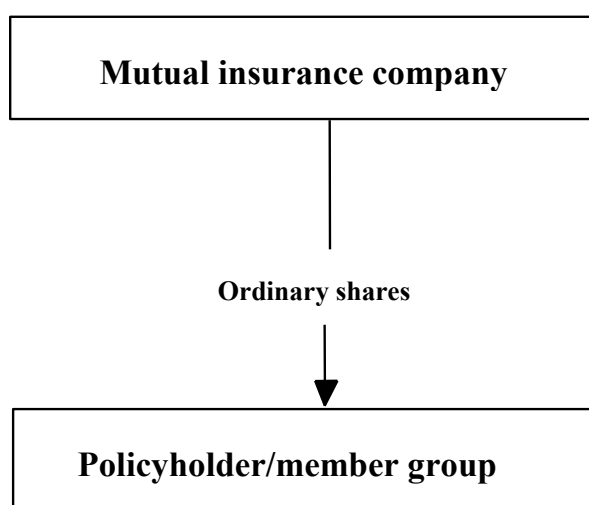 Mutual insurance company
Ordinary shares
Policyholder/member group